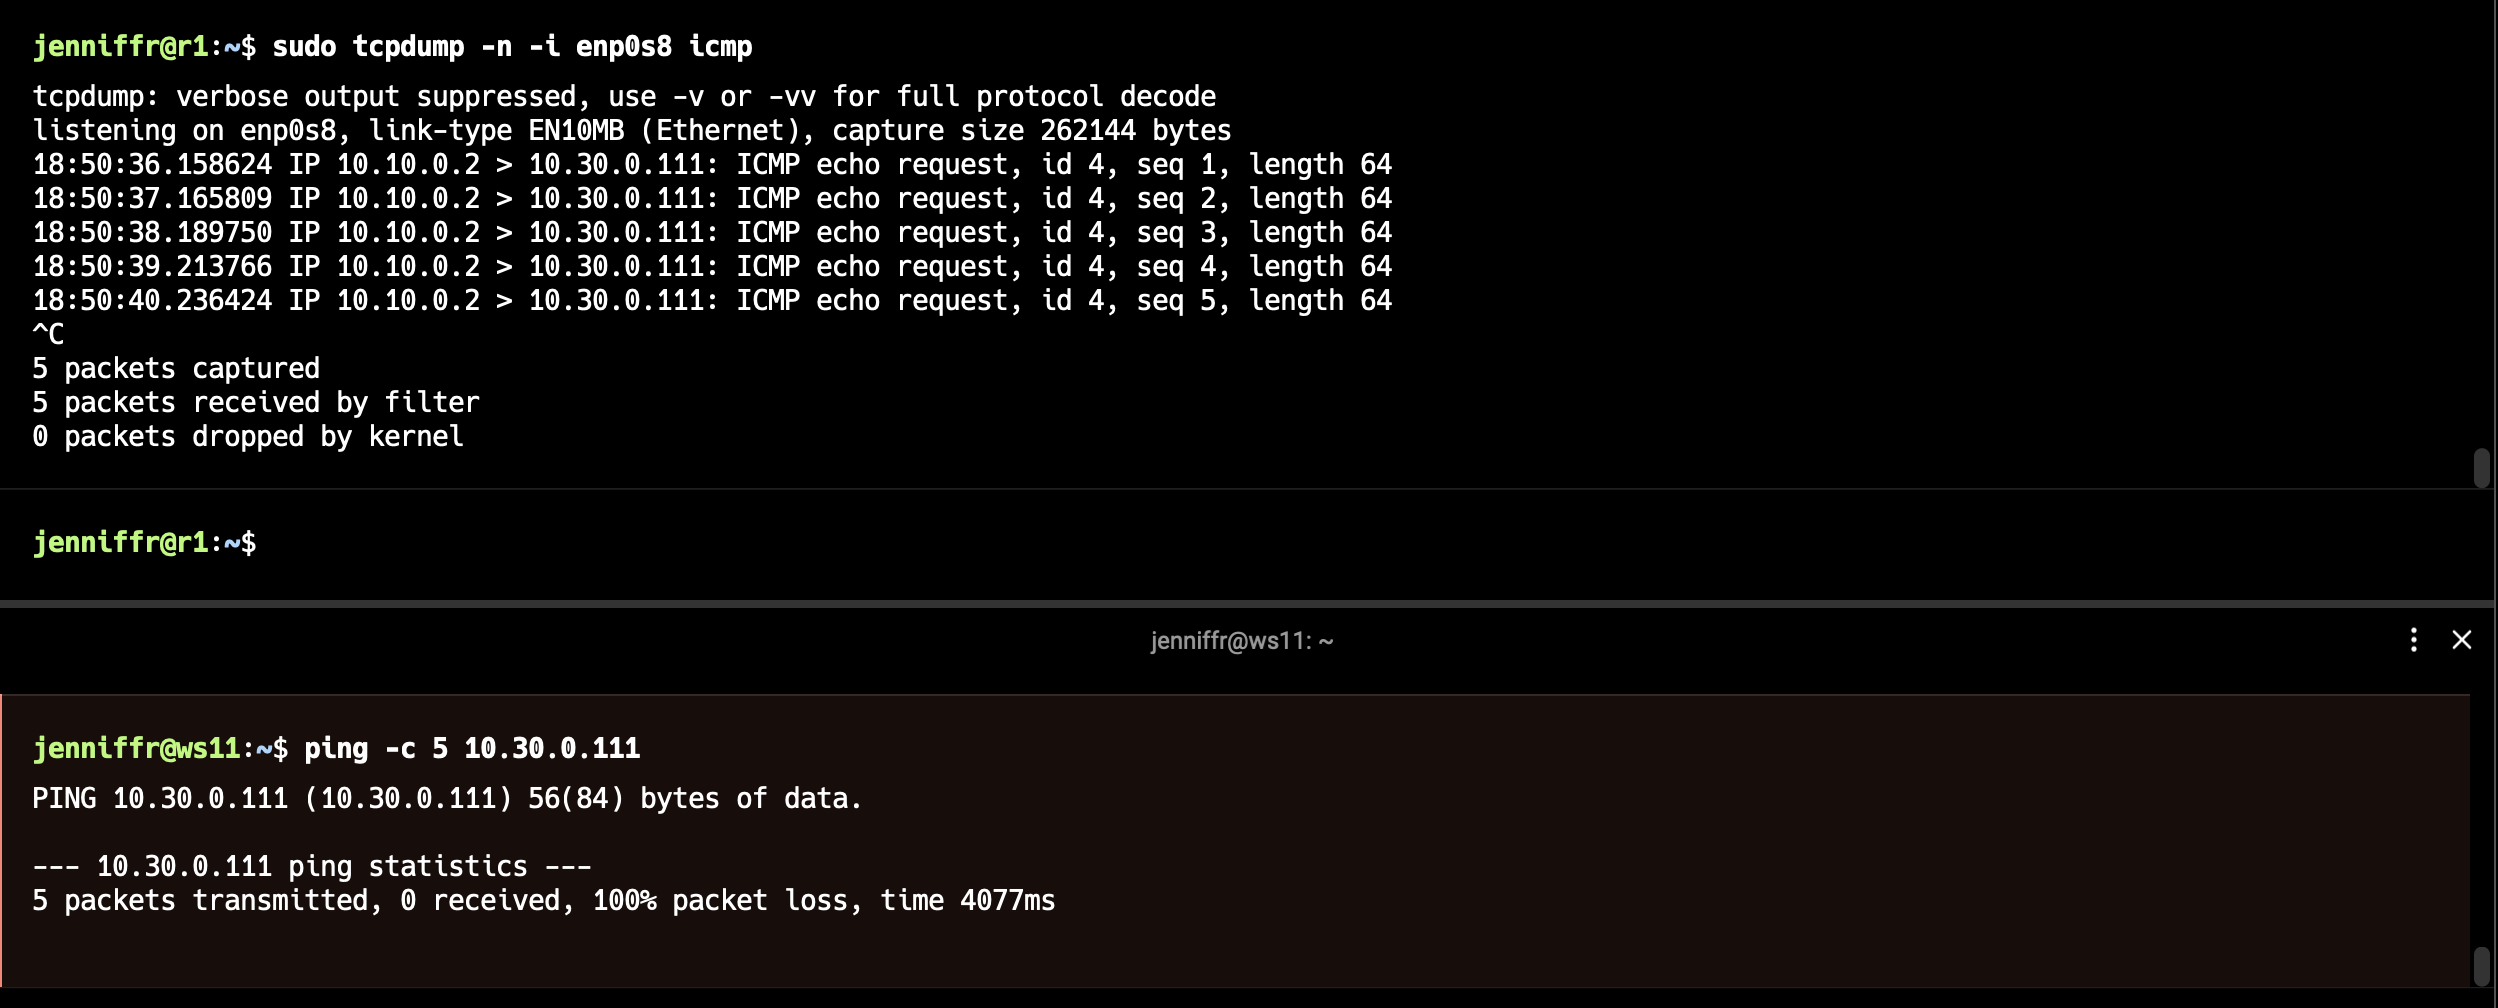 jenniffr@r1:~$ sudo tcpdump -n -i enp0s8 icmp
tcpdump: verbose output suppressed, use -v or -vv for full protocol decode
listening on enp0s8, link-type EN10MB (Ethernet), capture size 262144 bytes
18:50:36.158624 IP 10.10.0.2 > 10.30.0.111: ICMP echo request, id 4, seq 1, length 64
18:50:37.165809 IP 10.10.0.2 > 10.30.0.111: ICMP echo request, id 4, seq 2, length 64
18:50:38.189750 IP 10.10.0.2 > 10.30.0.111: ICMP echo request, id 4, seq 3, length 64
18:50:39.213766 IP 10.10.0.2 > 10.30.0.111: ICMP echo request, id 4, seq 4, length 64
18:50:40.236424 IP 10.10.0.2 > 10.30.0.111: ICMP echo request, id 4, seq 5, length 64
^C
5 packets captured
5 packets received by filter
0 packets dropped by kernel
jenniffr@r1:~$
jenniffr@ws11: ~
jenniffr@ws11:~$ ping -c 5 10.30.0.111
PING 10.30.0.111 (10.30.0.111) 56(84) bytes of data.
--- 10.30.0.111 ping statistics ---
5 packets transmitted, 0 received, 100% packet loss, time 4077ms